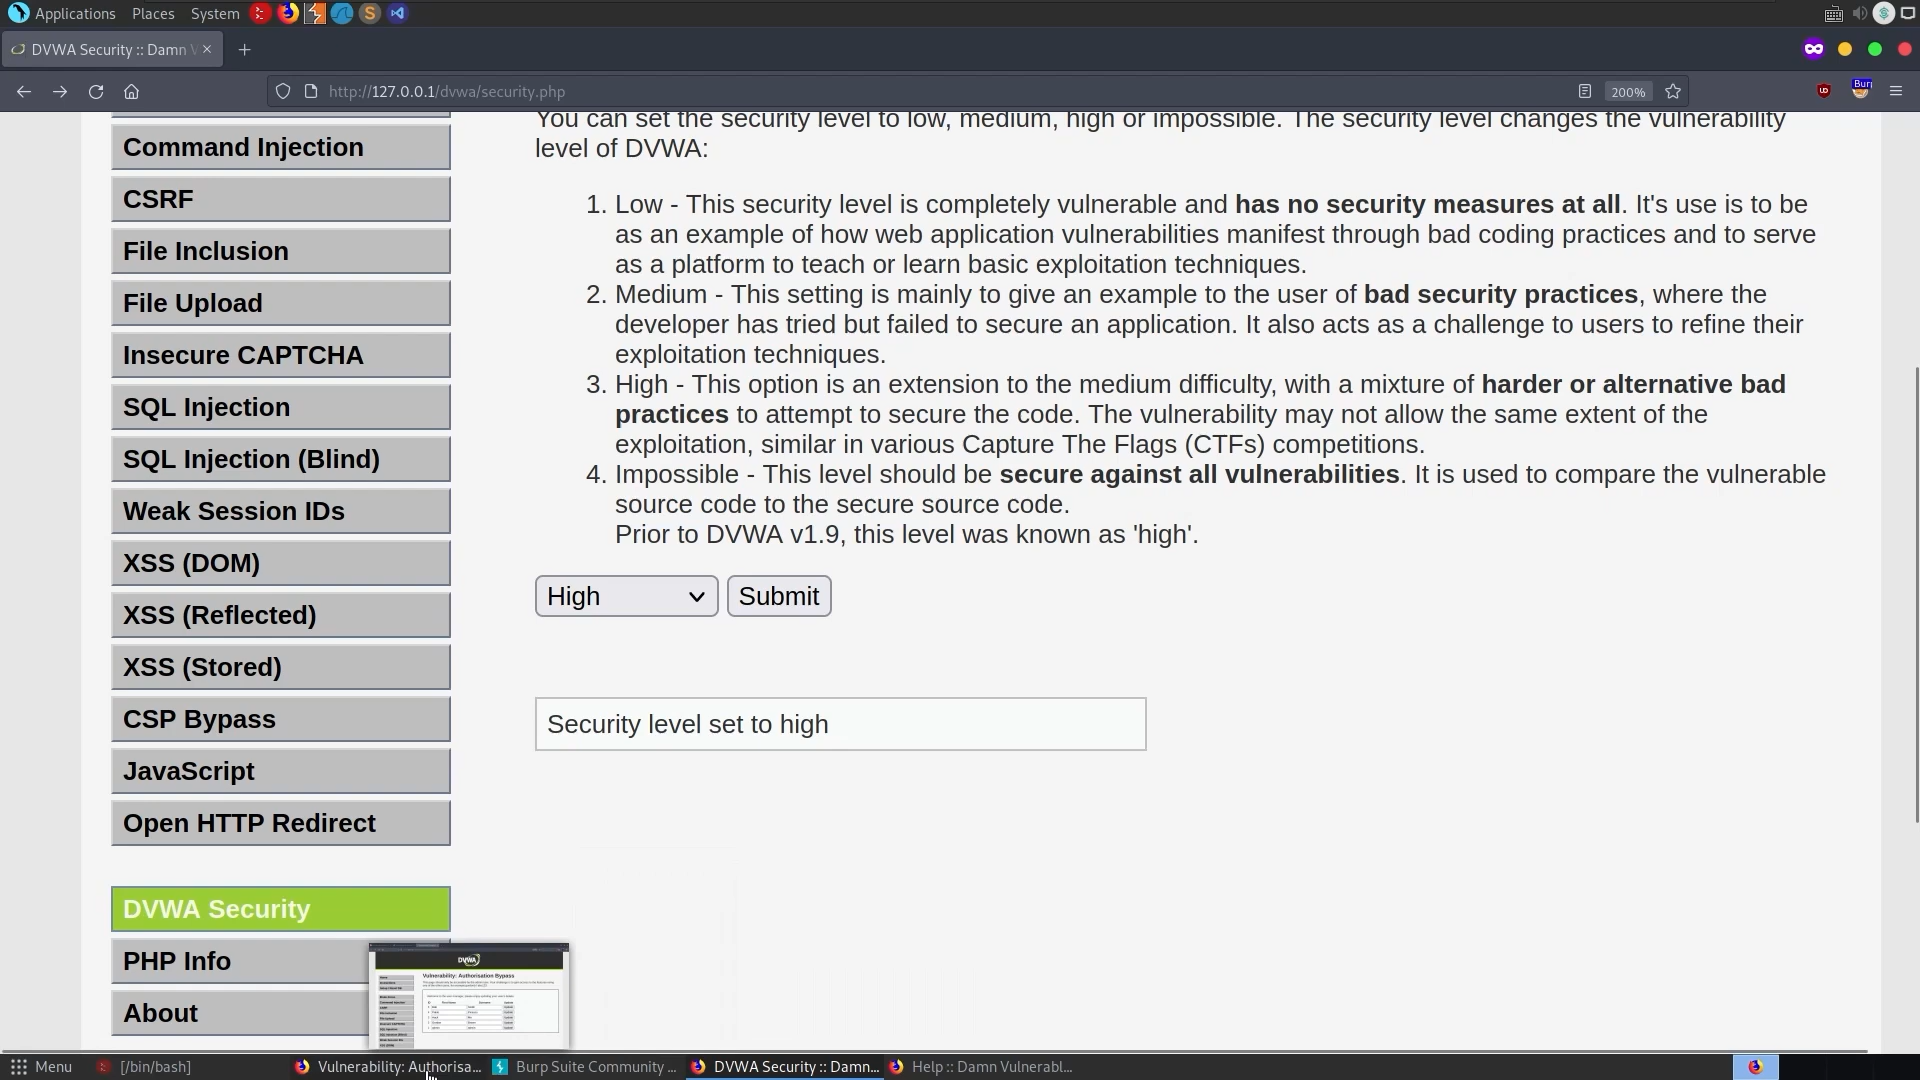 Applications Places System
DVWA Security :: Damn V
http://127.0.0.1/dvwa/security.php
200%
Command Injection
CSRF
File Inclusion
File Upload
Insecure CAPTCHA
SQL Injection
SQL Injection (Blind)
Weak Session IDs
XSS (DOM)
XSS (Reflected)
XSS (Stored)
CSP Bypass
JavaScript
Open HTTP Redirect
DVWA Security
PHP Info
About
You can set the security level to low, medium, high or impossible. The security level changes the vulnerability
level of DVWA:
1. Low - This security level is completely vulnerable and has no security measures at all. It's use is to be
as an example of how web application vulnerabilities manifest through bad coding practices and to serve
as a platform to teach or learn basic exploitation techniques.
2. Medium - This setting is mainly to give an example to the user of bad security practices, where the
developer has tried but failed to secure an application. It also acts as a challenge to users to refine their
exploitation techniques.
3. High - This option is an extension to the medium difficulty, with a mixture of harder or alternative bad
practices to attempt to secure the code. The vulnerability may not allow the same extent of the
exploitation, similar in various Capture The Flags (CTFs) competitions.
4. Impossible - This level should be secure against all vulnerabilities. It is used to compare the vulnerable
source code to the secure source code.
Prior to DVWA v1.9, this level was known as 'high'.
High Submit
Security level set to high
DVWA
Vulnerability: Authorisation Bypass
Menu [/bin/bash] Vulnerability: Authorisa... Burp Suite Community ... DVWA Security :: Damn... Help :: Damn Vulnerabl...